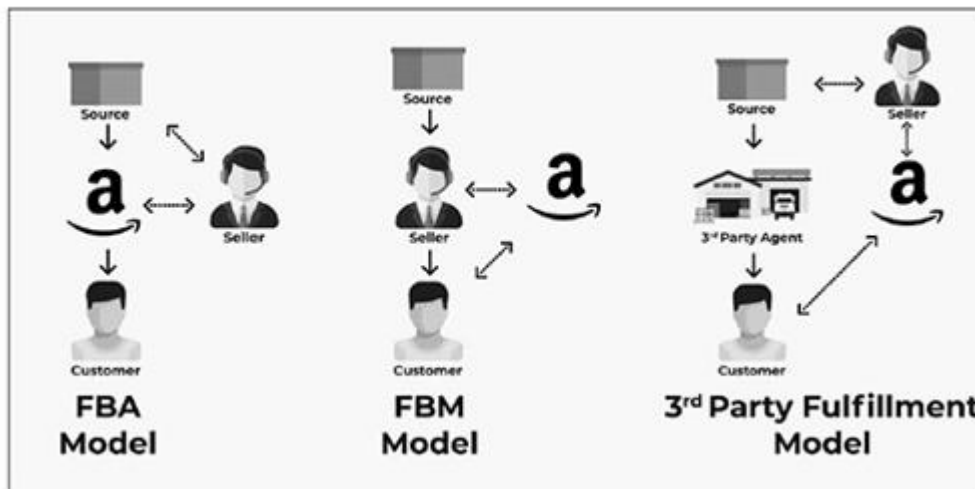 Source
a
Seller
Customer
FBA
Model
Source
Seller
a
Customer
FBM
Model
Source
Seller
a
3rd Party Agent
Customer
3rd Party Fulfillment
Model